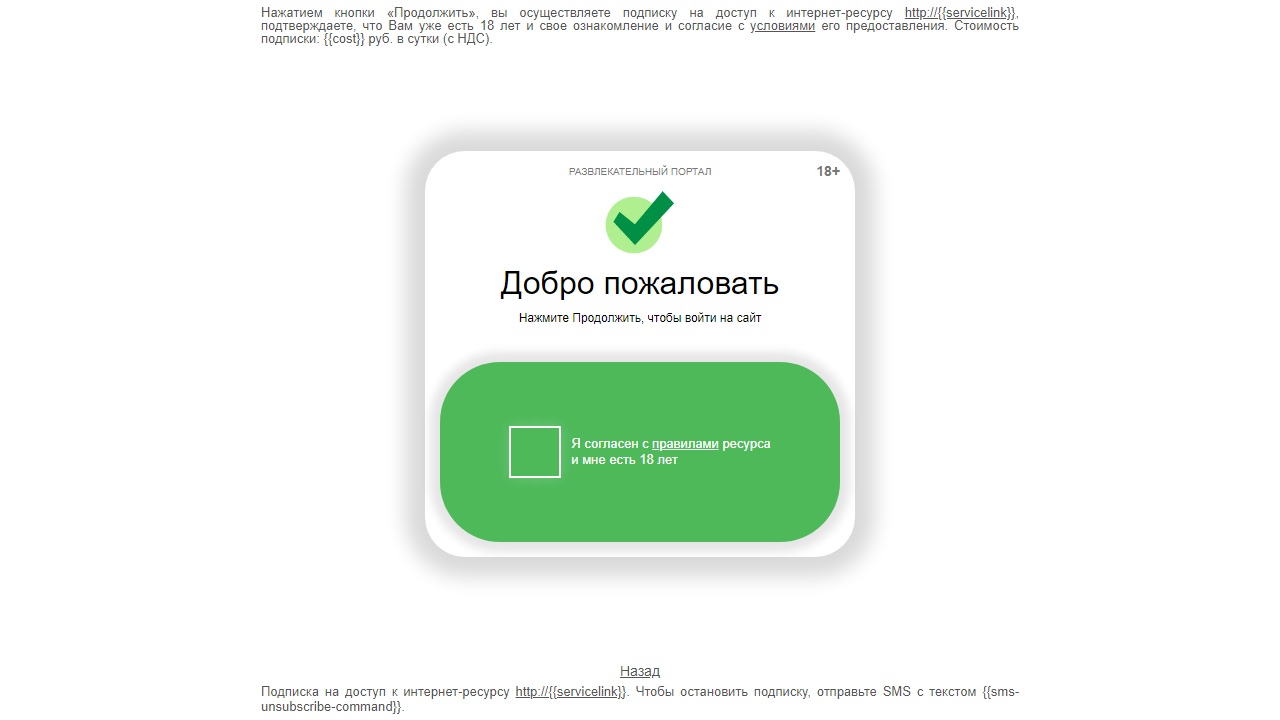 Нажатием кнопки «Продолжить», вы осуществляете подписку на доступ к интернет-ресурсу http://{{servicelink}},
подтверждаете, что Вам уже есть 18 лет и свое ознакомление и согласие с условиями его предоставления. Стоимость
подписки: {{cost}} руб. в сутки (с НДС).
РАЗВЛЕКАТЕЛЬНЫЙ ПОРТАЛ
18+
Добро пожаловать
Нажмите Продолжить, чтобы войти на сайт
Я согласен с правилами ресурса
и мне есть 18 лет
Назад
Подписка на доступ к интернет-ресурсу http://{{servicelink}}. Чтобы остановить подписку, отправьте SMS с текстом {{sms-
unsubscribe-command}}.